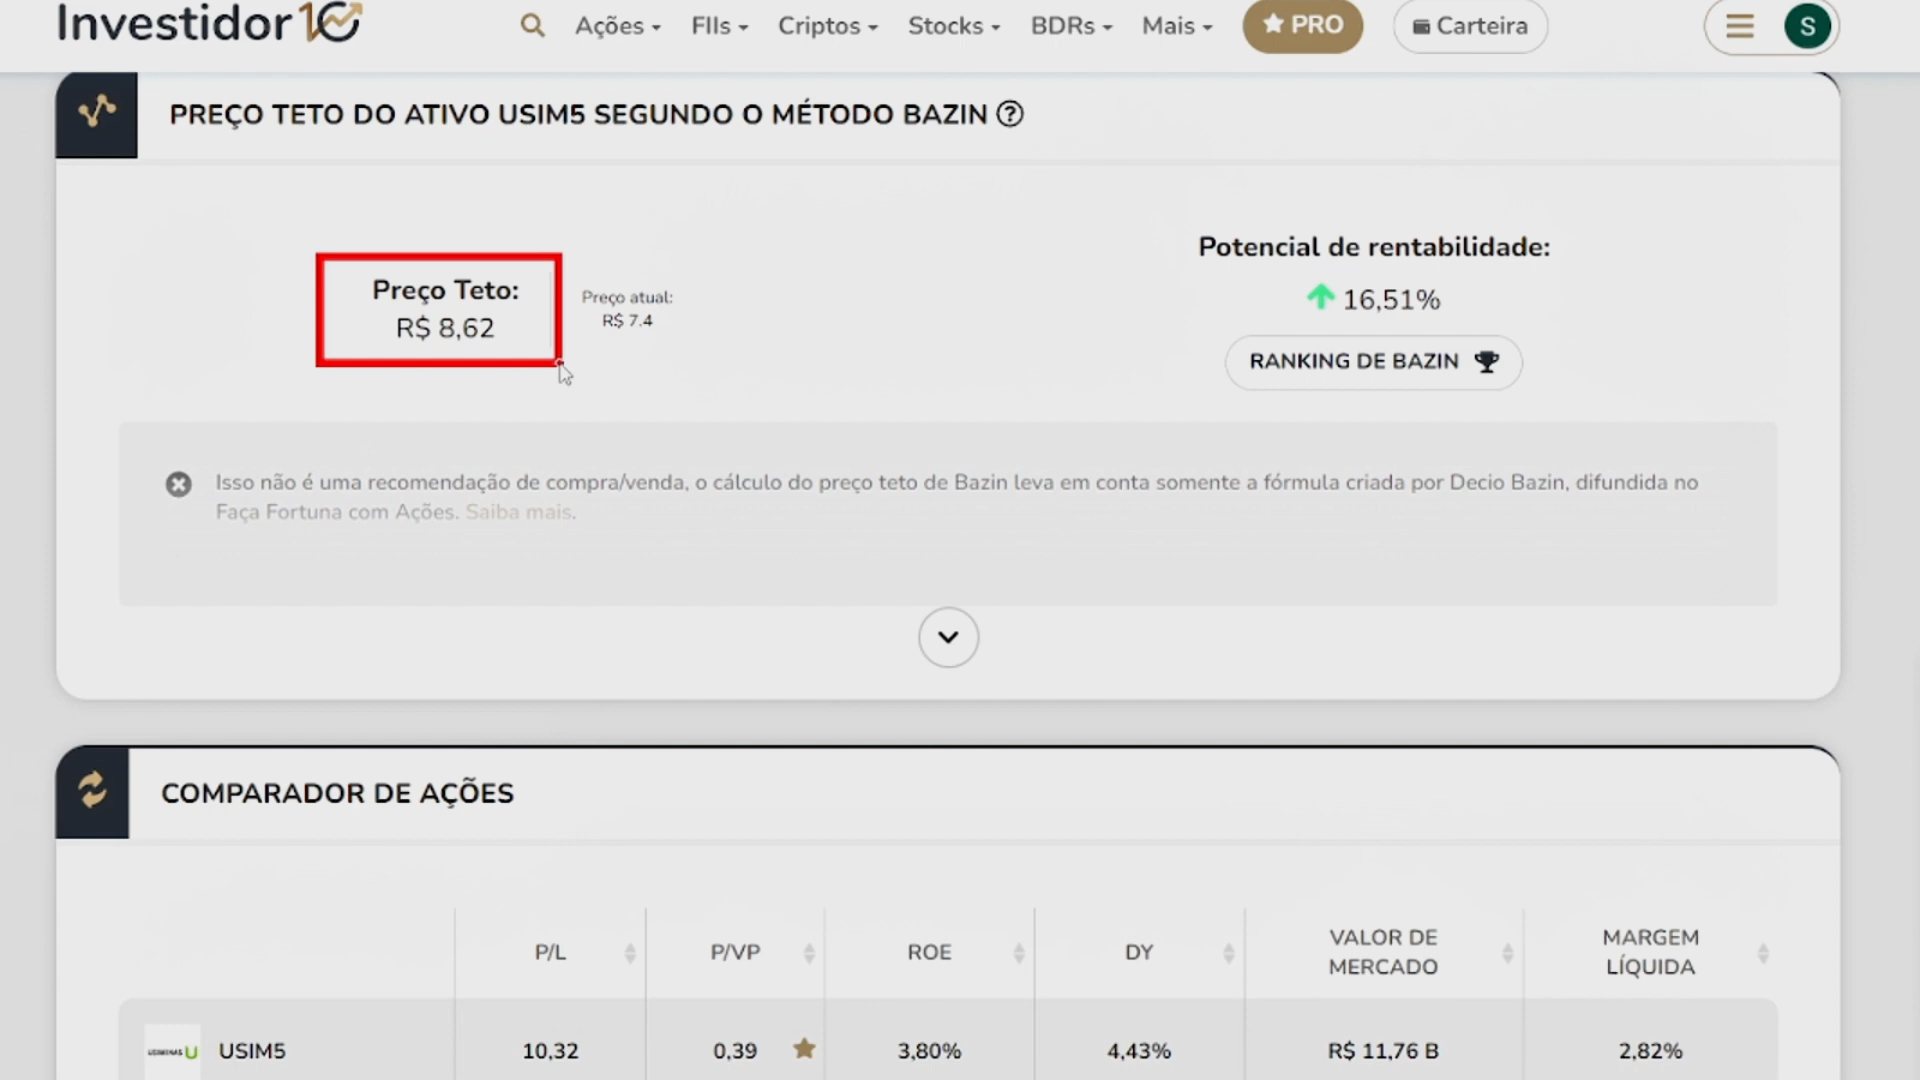 Investidor 10
Ações
FIIs
Criptos
Stocks
BDRs
Mais
PRO
Carteira
S
PREÇO TETO DO ATIVO USIM5 SEGUNDO O MÉTODO BAZIN ?
Preço Teto:
R$ 8,62
Preço atual:
R$ 7.4
Potencial de rentabilidade:
16,51%
RANKING DE BAZIN
Isso não é uma recomendação de compra/venda, o cálculo do preço teto de Bazin leva em conta somente a fórmula criada por Decio Bazin, difundida no
Faça Fortuna com Ações. Saiba mais.
COMPARADOR DE AÇÕES
P/L
P/VP
ROE
DY
VALOR DE
MERCADO
MARGEM
LÍQUIDA
USIMINAS U
USIM5
10,32
0,39
3,80%
4,43%
R$ 11,76 B
2,82%